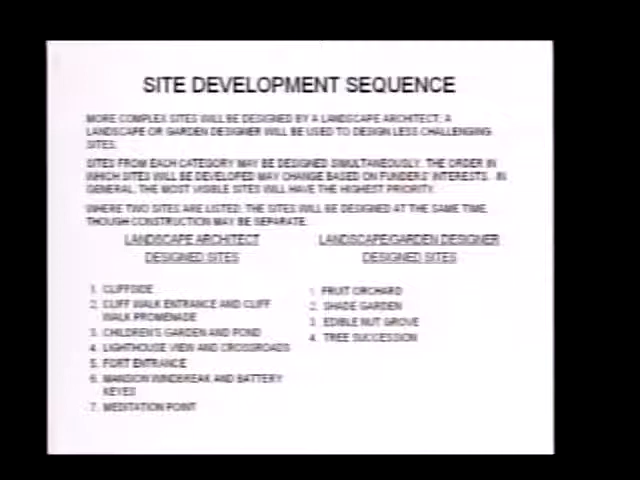 SITE DEVELOPMENT SEQUENCE
MORE COMPLEX SITES WILL BE DESIGNED BY A LANDSCAPE ARCHITECT; A
LANDSCAPE OR GARDEN DESIGNER WILL BE USED TO DESIGN LESS CHALLENGING
SITES.
SITES FROM EACH CATEGORY MAY BE DESIGNED SIMULTANEOUSLY. THE ORDER IN
WHICH SITES WILL BE DEVELOPED MAY CHANGE BASED ON FUNDERS' INTERESTS. IN
GENERAL, THE MOST VISIBLE SITES WILL HAVE THE HIGHEST PRIORITY.
WHERE TWO SITES ARE LISTED, THE SITES WILL BE DESIGNED AT THE SAME TIME,
THOUGH CONSTRUCTION MAY BE SEPARATE.
LANDSCAPE ARCHITECT
DESIGNED SITES
1. CLIFFSIDE
2. CLIFF WALK ENTRANCE AND CLIFF
WALK PROMENADE
3. CHILDREN'S GARDEN AND POND
4. LIGHTHOUSE VIEW AND CROSSROADS
5. FORT ENTRANCE
6. MANSION WINDBREAK AND BATTERY
KEYES
7. MEDITATION POINT
LANDSCAPE/GARDEN DESIGNER
DESIGNED SITES
1. FRUIT ORCHARD
2. SHADE GARDEN
3. EDIBLE NUT GROVE
4. TREE SUCCESSION